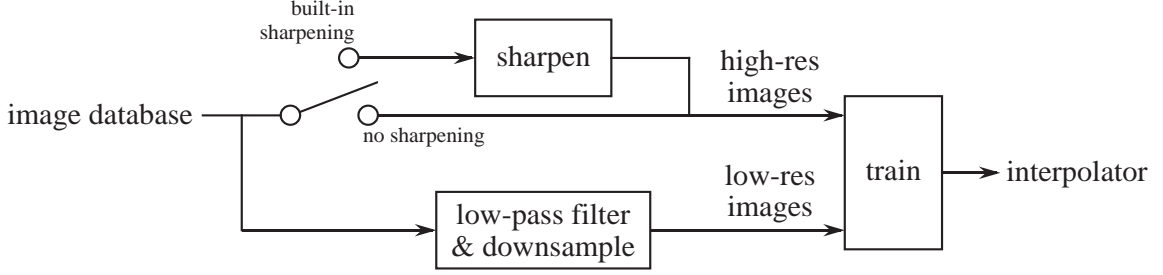 built-in
sharpening
sharpen
high-res
images
image database
no sharpening
train
interpolator
low-res
images
low-pass filter
& downsample